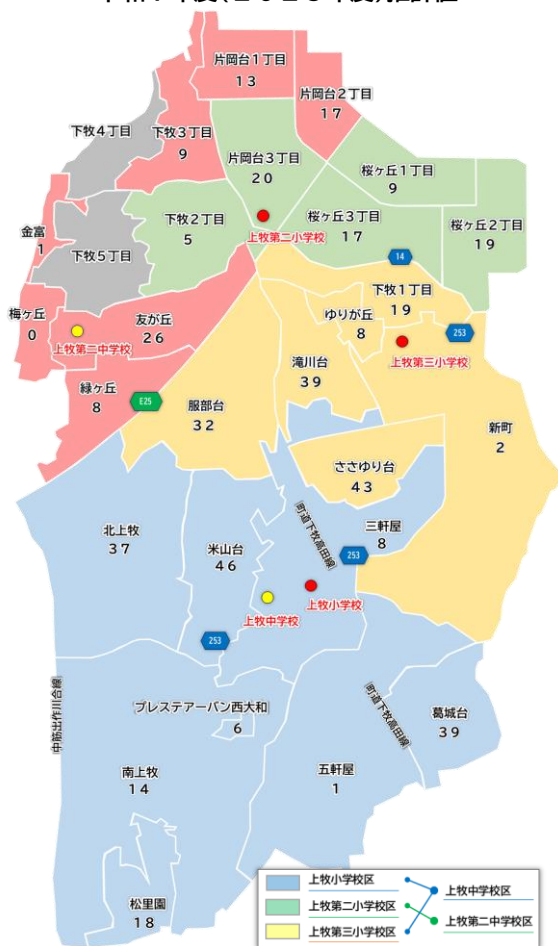 片岡台1丁目
13
片岡台2丁目
17
下牧4丁目
下牧3丁目
9
片岡台3丁目
20
桜ヶ丘1丁目
9
下牧2丁目
5
上牧第二小学校
桜ヶ丘3丁目
17
桜ヶ丘2丁目
19
金富
1
下牧5丁目
14
下牧1丁目
19
梅ヶ丘
0
上牧第二中学校
友が丘
26
ゆりが丘
8
253
上牧第三小学校
滝川台
39
緑ヶ丘
8
E25
服部台
32
新町
2
ささゆり台
43
北上牧
37
米山台
46
町道下牧高田線
三軒屋
8
253
上牧中学校
上牧小学校
253
中筋出作川合線
プレステアーバン西大和
6
町道下牧高田線
葛城台
39
南上牧
14
五軒屋
1
松里園
18
上牧小学校区
上牧第二小学校区
上牧第三小学校区
上牧中学校区
上牧第二中学校区